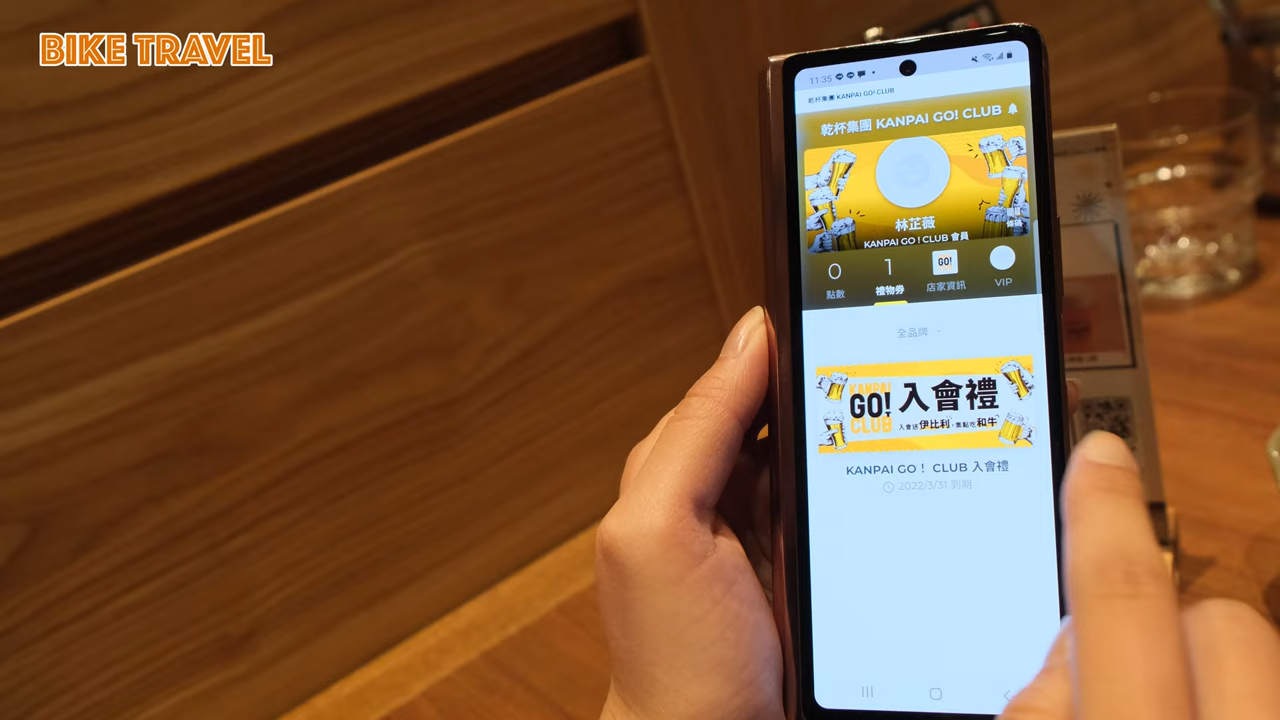 BIKE TRAVEL
11:35
乾杯集團 KANPAI GO! CLUB
乾杯集團 KANPAI GO! CLUB
林芷薇
條碼
KANPAI GO ! CLUB 會員
0
點數
1
禮物券
GO!
店家資訊
VIP
全品牌
KANPAI
GO!
CLUB
入會禮
入會送伊比利，集點吃和牛
KANPAI GO！ CLUB 入會禮
2022/3/31 到期